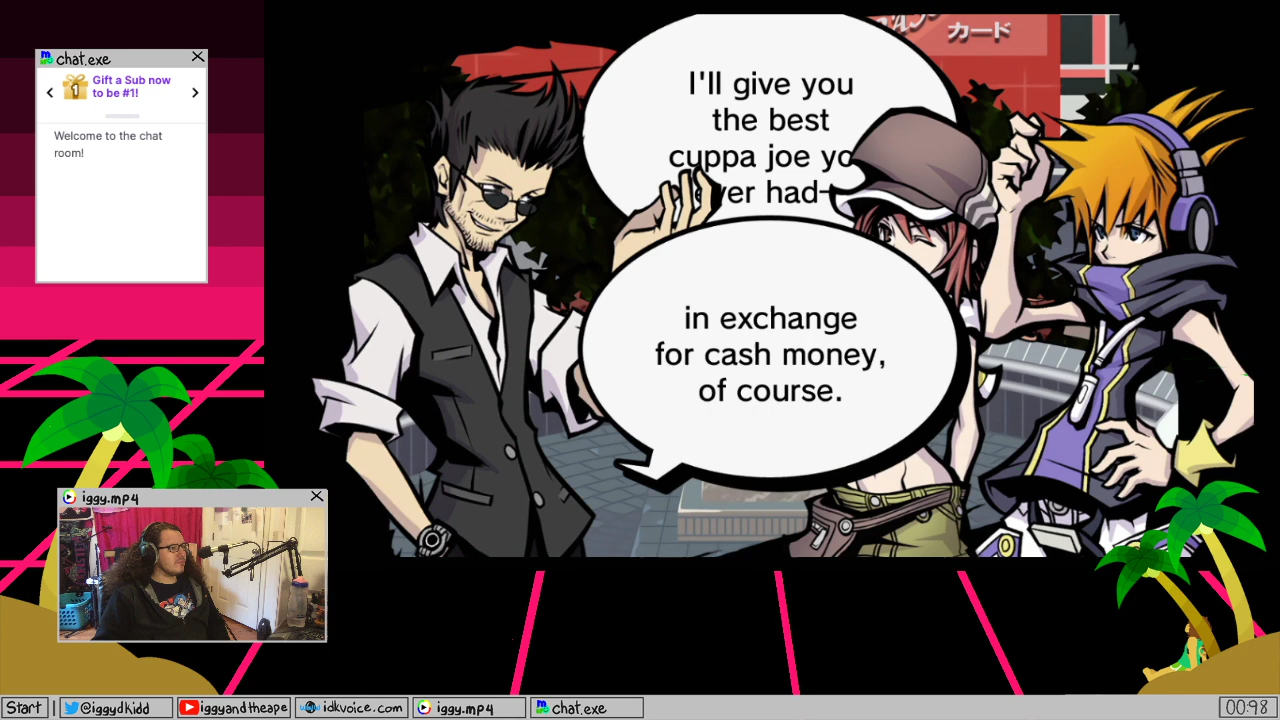 chat.exe
Gift a Sub now
to be #1!
1
Welcome to the chat
room!
カード
I'll give you
the best
cuppa joe yo
ver had—
in exchange
for cash money,
of course.
iggy.mp4
Start | @iggydkidd iggyandtheape idkvoice.com iggy.mp4 chat.exe 00:98